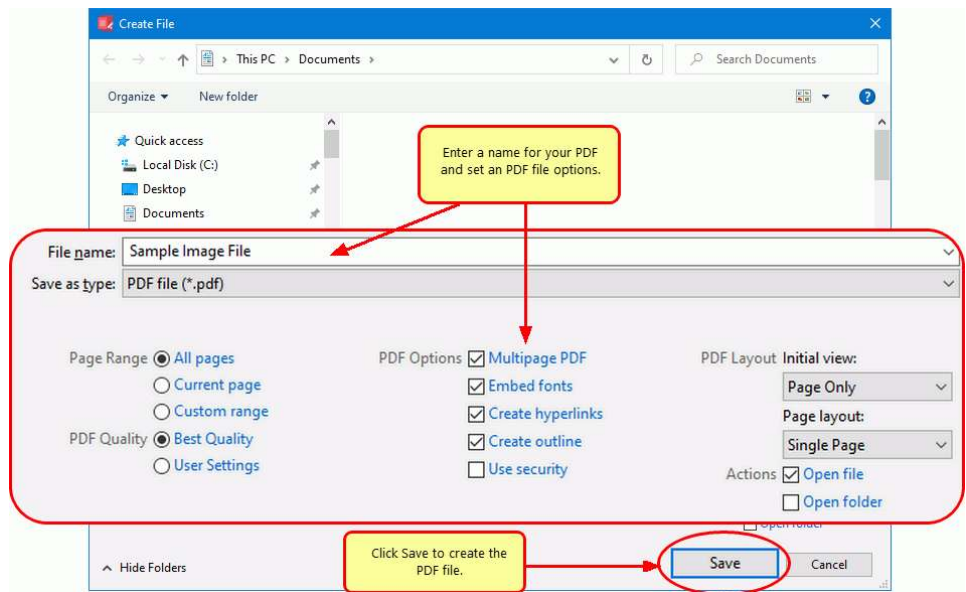 Create File
This PC > Documents >
Search Documents
Organize
New folder
Quick access
Local Disk (C:)
Desktop
Documents
Enter a name for your PDF
and set an PDF file options.
File name: Sample Image File
Save as type: PDF file (*.pdf)
Page Range All pages
Current page
Custom range
PDF Quality Best Quality
User Settings
PDF Options Multipage PDF
Embed fonts
Create hyperlinks
Create outline
Use security
PDF Layout Initial view:
Page Only
Page layout:
Single Page
Actions Open file
Open folder
Open folder
Hide Folders
Click Save to create the
PDF file.
Save
Cancel